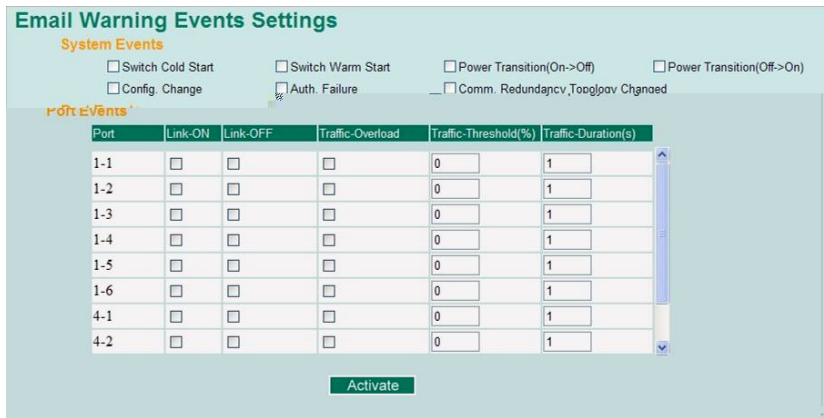 Email Warning Events Settings
System Events
Switch Cold Start Switch Warm Start Power Transition(On->Off) Power Transition(Off->On)
Config. Change Auth. Failure Comm. Redundancy Topology Changed
Port Events
Port Link-ON Link-OFF Traffic-Overload Traffic-Threshold(%) Traffic-Duration(s)
1-1 0 1
1-2 0 1
1-3 0 1
1-4 0 1
1-5 0 1
1-6 0 1
4-1 0 1
4-2 0 1
Activate